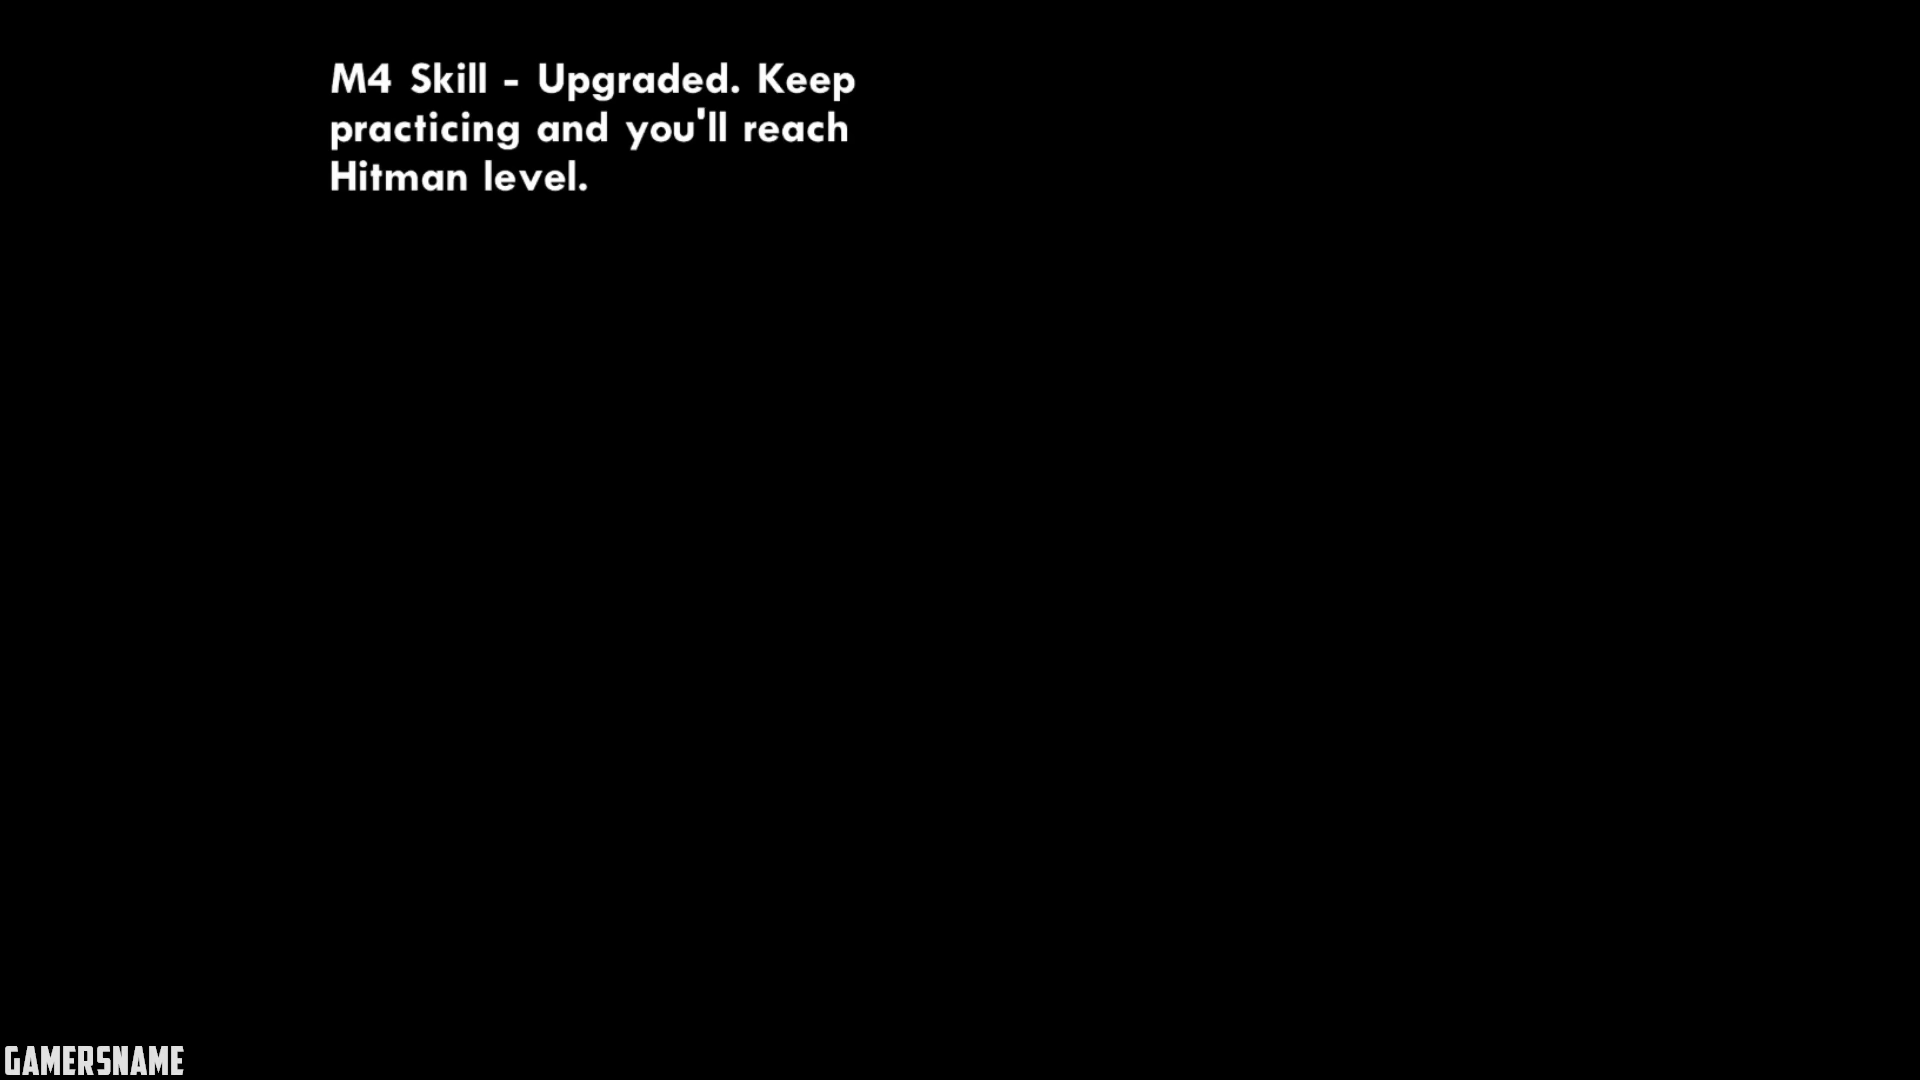 M4 Skill - Upgraded. Keep
practicing and you'll reach
Hitman level.
GAMERSNAME